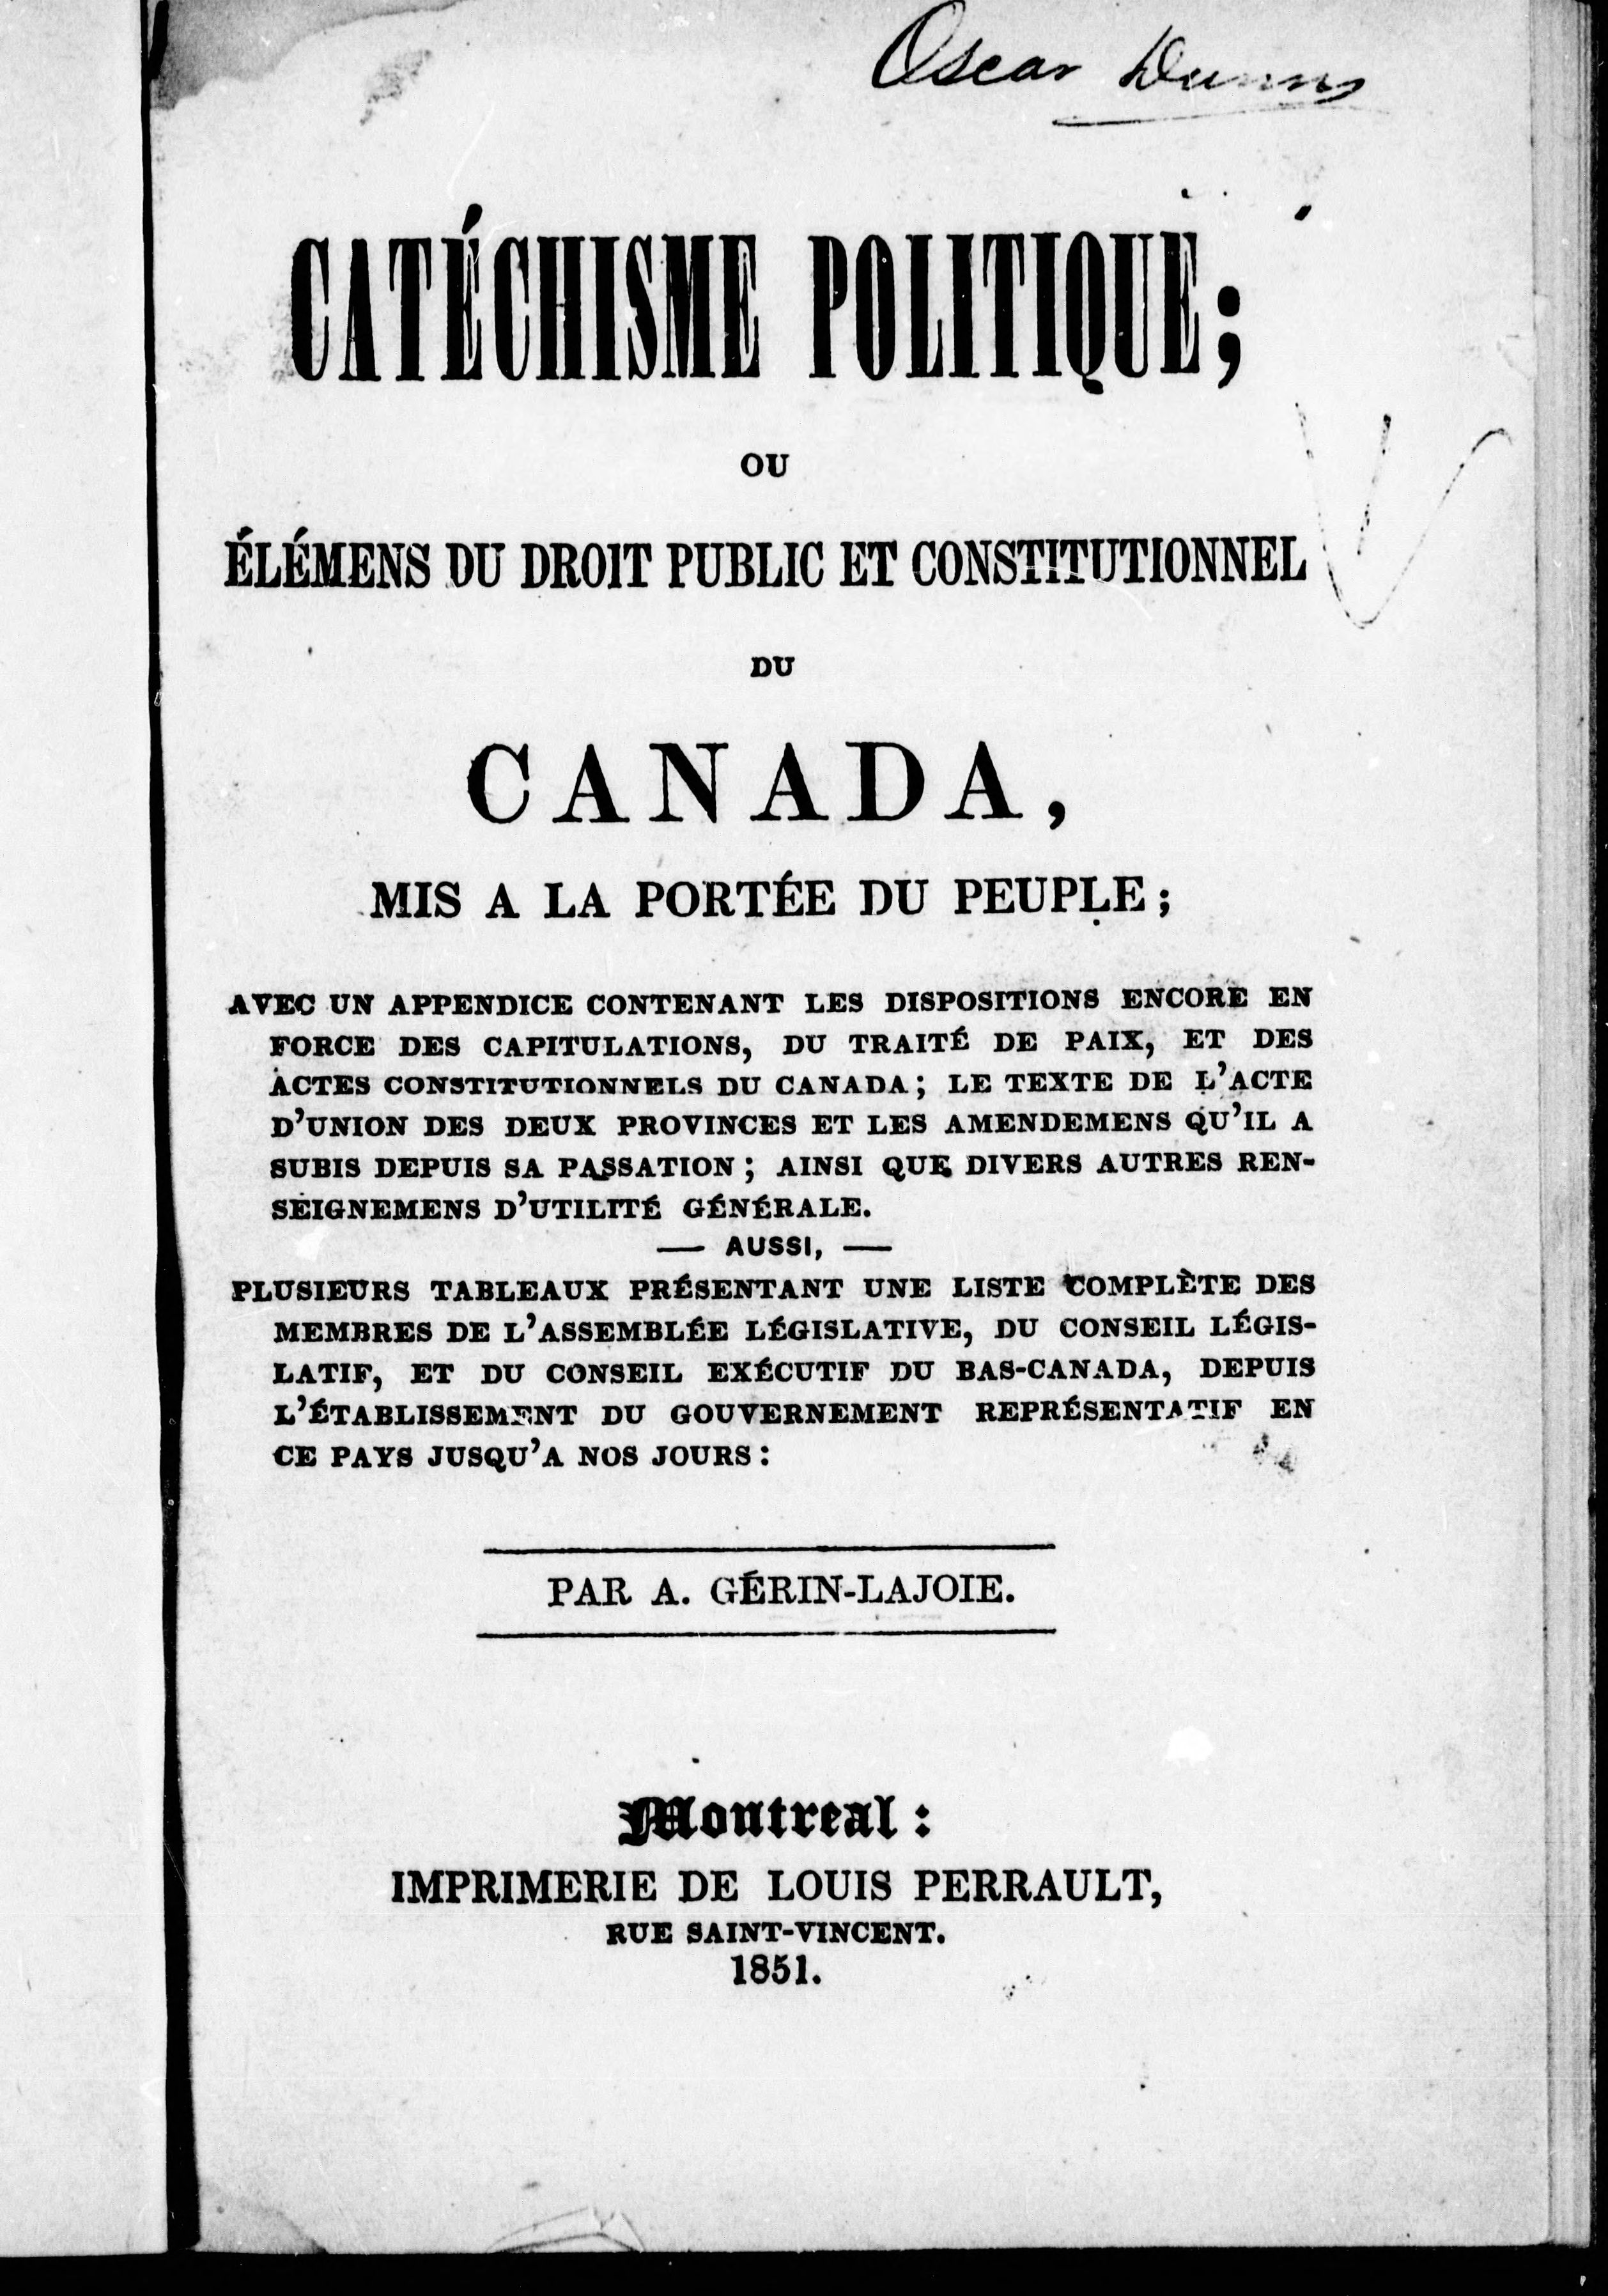 Oscar Dunn
CATÉCHISME POLITIQUE;
OU
ÉLÉMENS DU DROIT PUBLIC ET CONSTITUTIONNEL
DU
CANADA,
MIS A LA PORTÉE DU PEUPLE;
AVEC UN APPENDICE CONTENANT LES DISPOSITIONS ENCORE EN
FORCE DES CAPITULATIONS, DU TRAITÉ DE PAIX, ET DES
ACTES CONSTITUTIONNELS DU CANADA; LE TEXTE DE L'ACTE
D'UNION DES DEUX PROVINCES ET LES AMENDEMENS QU'IL A
SUBIS DEPUIS SA PASSATION; AINSI QUE DIVERS AUTRES REN-
SEIGNEMENS D'UTILITÉ GÉNÉRALE.
— AUSSI, —
PLUSIEURS TABLEAUX PRÉSENTANT UNE LISTE COMPLÈTE DES
MEMBRES DE L'ASSEMBLÉE LÉGISLATIVE, DU CONSEIL LÉGIS-
LATIF, ET DU CONSEIL EXÉCUTIF DU BAS-CANADA, DEPUIS
L'ÉTABLISSEMENT DU GOUVERNEMENT REPRÉSENTATIF EN
CE PAYS JUSQU'A NOS JOURS:
PAR A. GÉRIN-LAJOIE.
Montreal:
IMPRIMERIE DE LOUIS PERRAULT,
RUE SAINT-VINCENT.
1851.